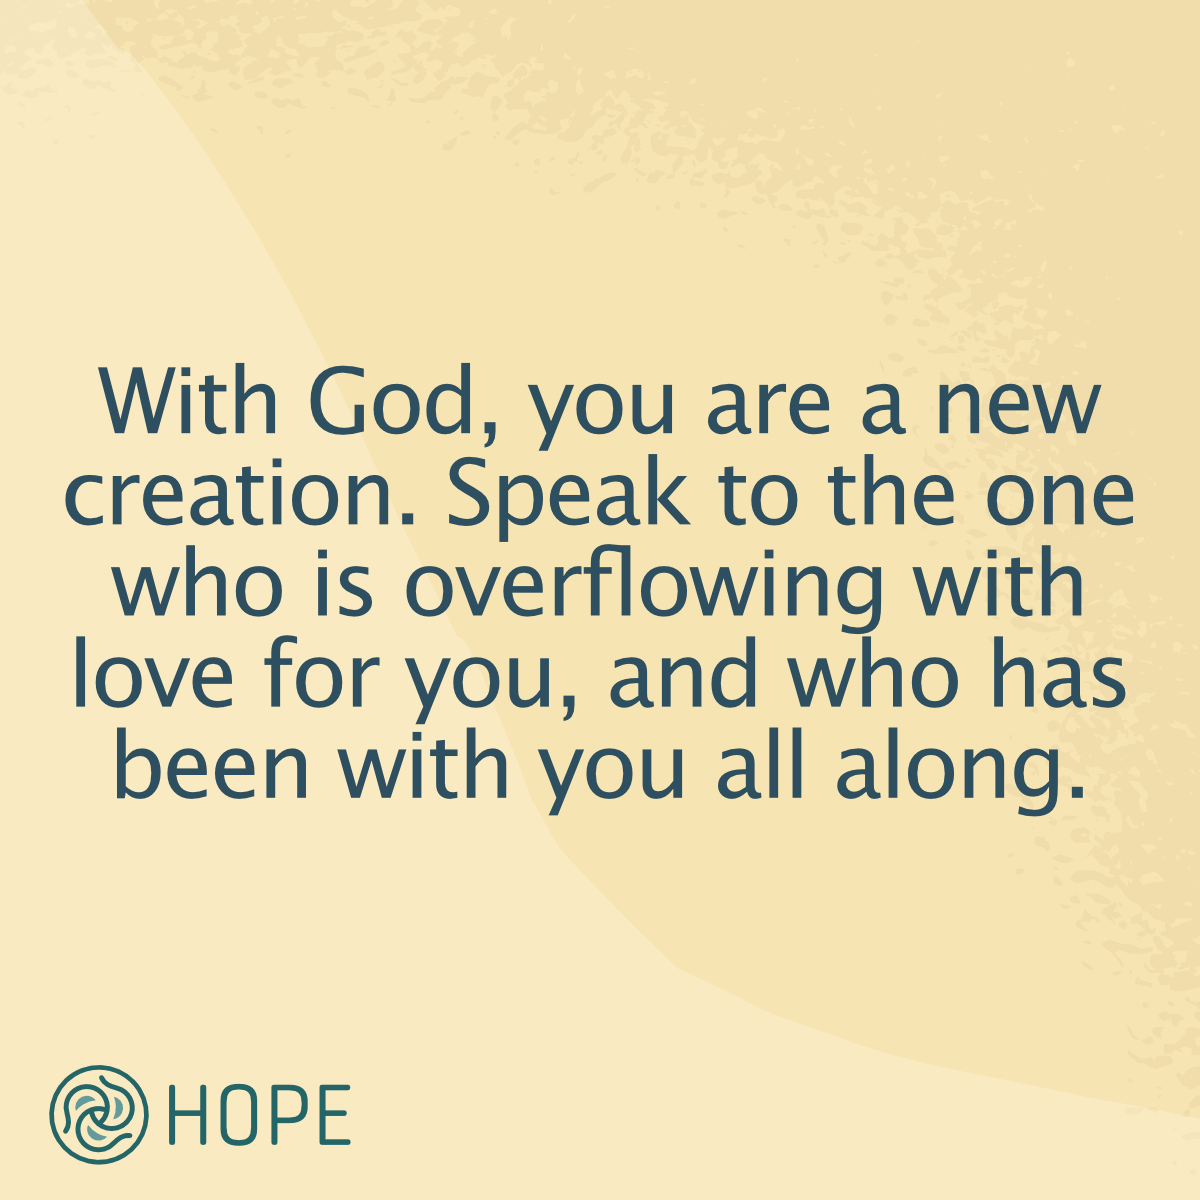 With God, you are a new
creation. Speak to the one
who is overflowing with
love for you, and who has
been with you all along.
HOPE